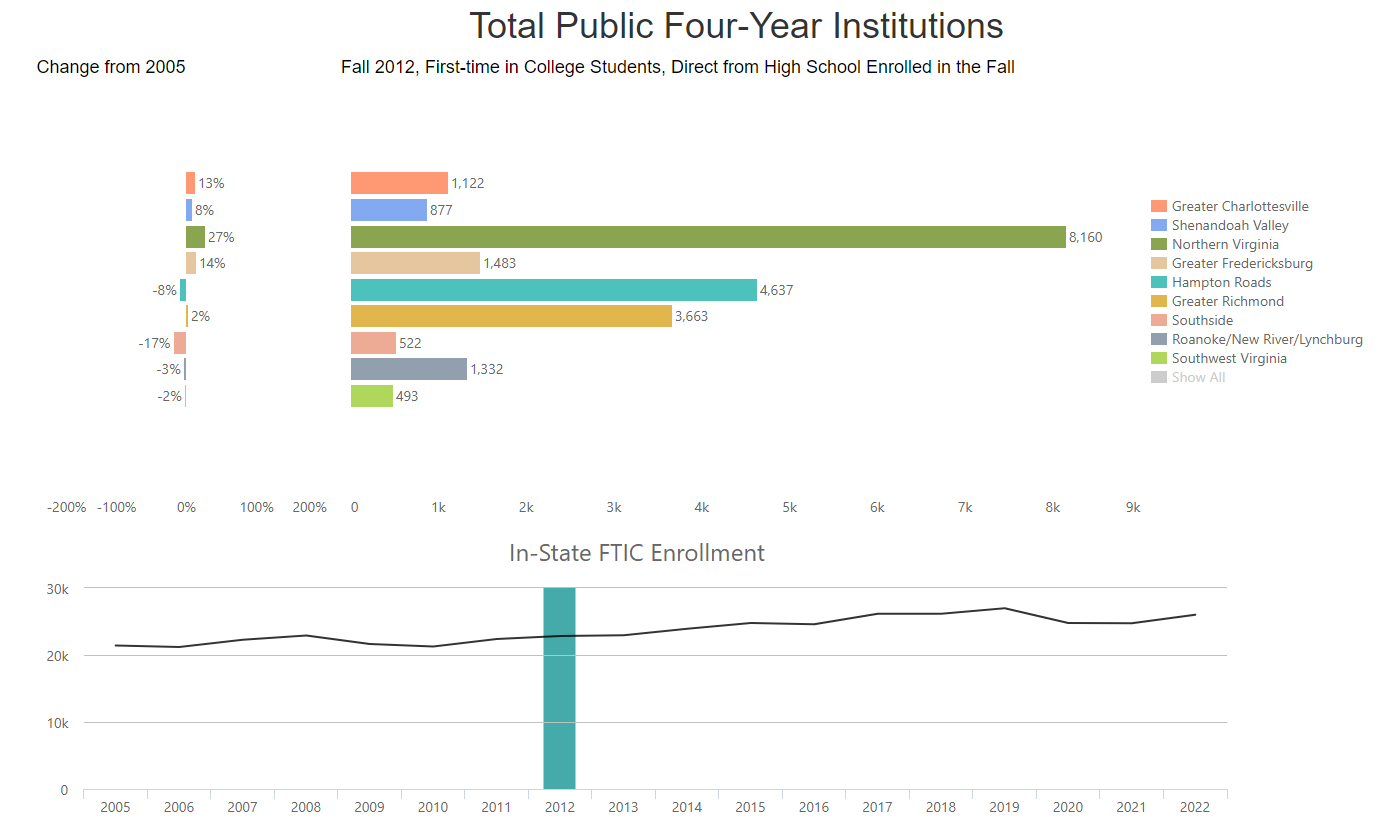 Total Public Four-Year Institutions
Change from 2005
Fall 2012, First-time in College Students, Direct from High School Enrolled in the Fall
13%
1,122
8%
877
27%
8,160
14%
1,483
-8%
4,637
2%
3,663
-17%
522
-3%
1,332
-2%
493
Greater Charlottesville
Shenandoah Valley
Northern Virginia
Greater Fredericksburg
Hampton Roads
Greater Richmond
Southside
Roanoke/New River/Lynchburg
Southwest Virginia
Show All
-200% -100% 0% 100% 200%
0 1k 2k 3k 4k 5k 6k 7k 8k 9k
In-State FTIC Enrollment
30k
20k
10k
0
2005 2006 2007 2008 2009 2010 2011 2012 2013 2014 2015 2016 2017 2018 2019 2020 2021 2022